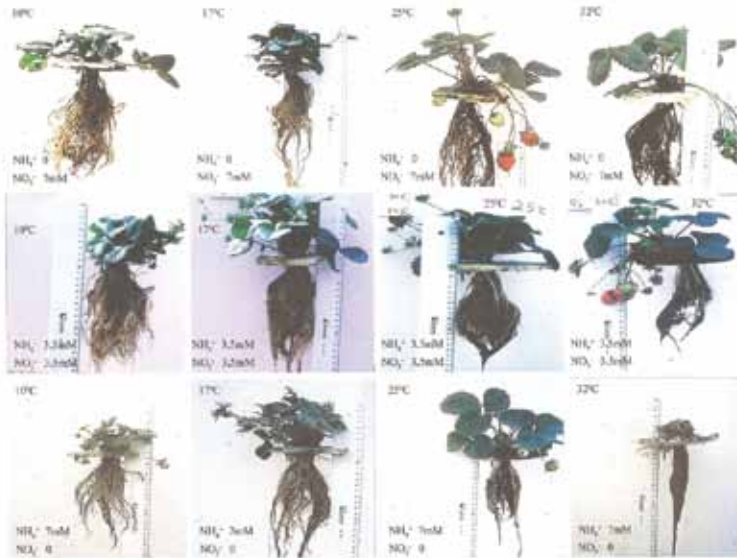 10°C
17°C
25°C
32°C
NH₄⁺ 0
NO₃⁻ 7mM
NH₄⁺ 0
NO₃⁻ 7mM
NH₄⁺ 0
NO₃⁻ 7mM
NH₄⁺ 0
NO₃⁻ 7mM
10°C
17°C
25°C
25c
32°C
NH₄⁺ 3.5mM
NO₃⁻ 3.5mM
NH₄⁺ 3.5mM
NO₃⁻ 3.5mM
NH₄⁺ 3.5mM
NO₃⁻ 3.5mM
NH₄⁺ 3.5mM
NO₃⁻ 3.5mM
10°C
17°C
25°C
32°C
NH₄⁺ 7mM
NO₃⁻ 0
NH₄⁺ 7mM
NO₃⁻ 0
NH₄⁺ 7mM
NO₃⁻ 0
NH₄⁺ 7mM
NO₃⁻ 0